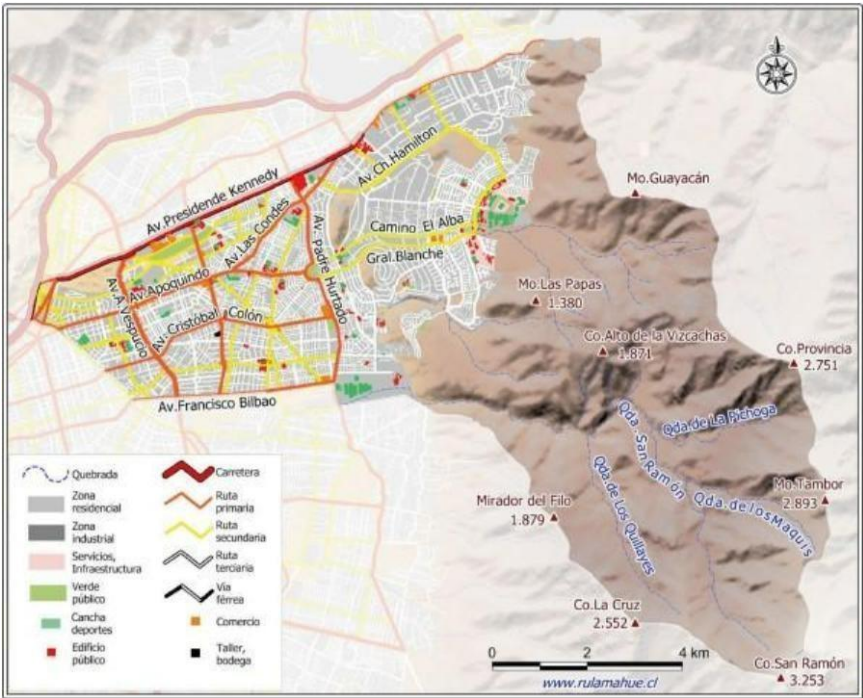 Mo.Guayacán
Av.Presidende Kennedy
Av.Ch.Hamilton
Av.Las Condes
Av. Padre Hurtado
Camino El Alba
Gral.Blanche
Av.Apoquindo
Av.A.Vespucio
Av. Cristóbal Colón
Av.Francisco Bilbao
Mo.Las Papas
1.380
Co.Alto de la Vizcachas
1.871
Co.Provincia
2.751
Qda.de La Pichoga
Qda. San Ramón
Qda.de los Maquis
Qda.de Los Quillayes
Mo.Tambor
2.893
Mirador del Filo
1.879
Co.La Cruz
2.552
Co.San Ramón
3.253
Quebrada
Zona
residencial
Zona
industrial
Servicios,
Infraestructura
Verde
público
Cancha
deportes
Edificio
público
Carretera
Ruta
primaria
Ruta
secundaria
Ruta
terciaria
Vía
férrea
Comercio
Taller,
bodega
0 2 4 km
www.rulamahue.cl